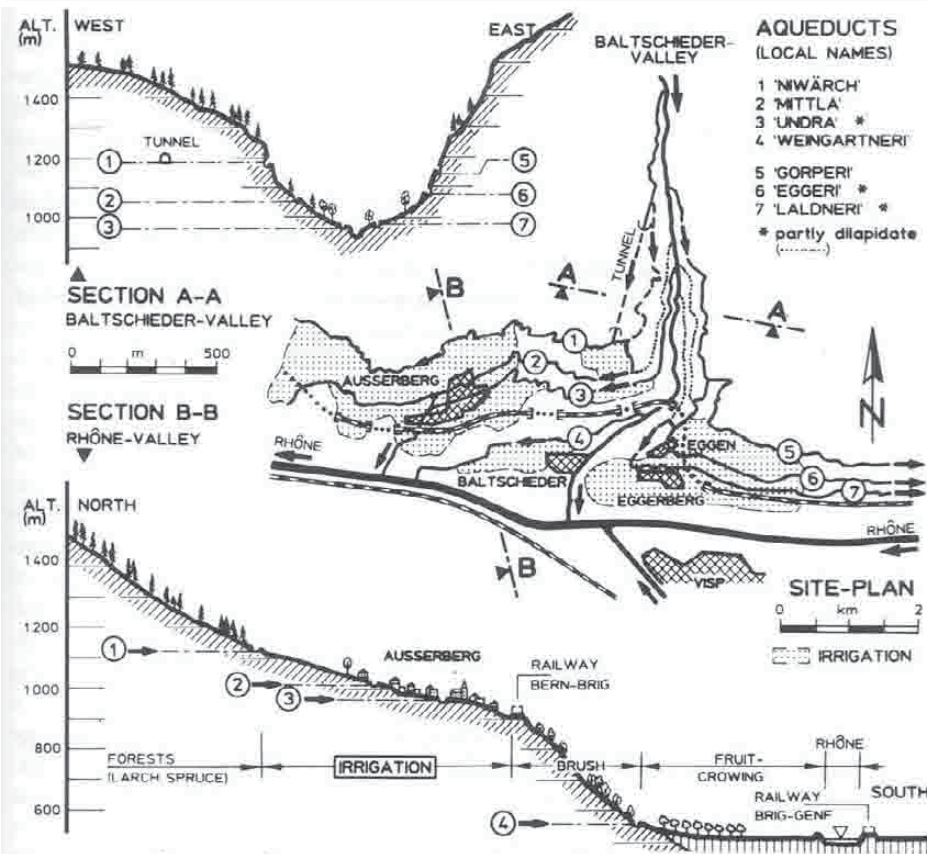 ALT. WEST
(m)
EAST
1400
1200
1000
TUNNEL
1
2
3
5
6
7
SECTION A-A
BALTSCHIEDER-VALLEY
0 m 500
SECTION B-B
RHÔNE-VALLEY
BALTSCHIEDER-
VALLEY
AQUEDUCTS
(LOCAL NAMES)
1 'NIWÄRCH'
2 'MITTLA'
3 'UNDRA' *
4 'WEINGARTNERI'
5 'GORPERI'
6 'EGGERI' *
7 'LALDNERI' *
* partly dilapidate
(..........)
TUNNEL
B
A
A
N
1
2
3
AUSSERBERG
4
RHÔNE
BALTSCHIEDER
EGGEN
EGGERBERG
5
6
7
RHÔNE
B
VISP
SITE-PLAN
0 km 2
IRRIGATION
ALT. NORTH
(m)
1400
1200
1000
800
600
1
2
3
4
AUSSERBERG
RAILWAY
BERN-BRIG
FORESTS
(LARCH SPRUCE)
IRRIGATION
BRUSH
FRUIT-
CROWING
RHÔNE
SOUTH
RAILWAY
BRIG-GENF